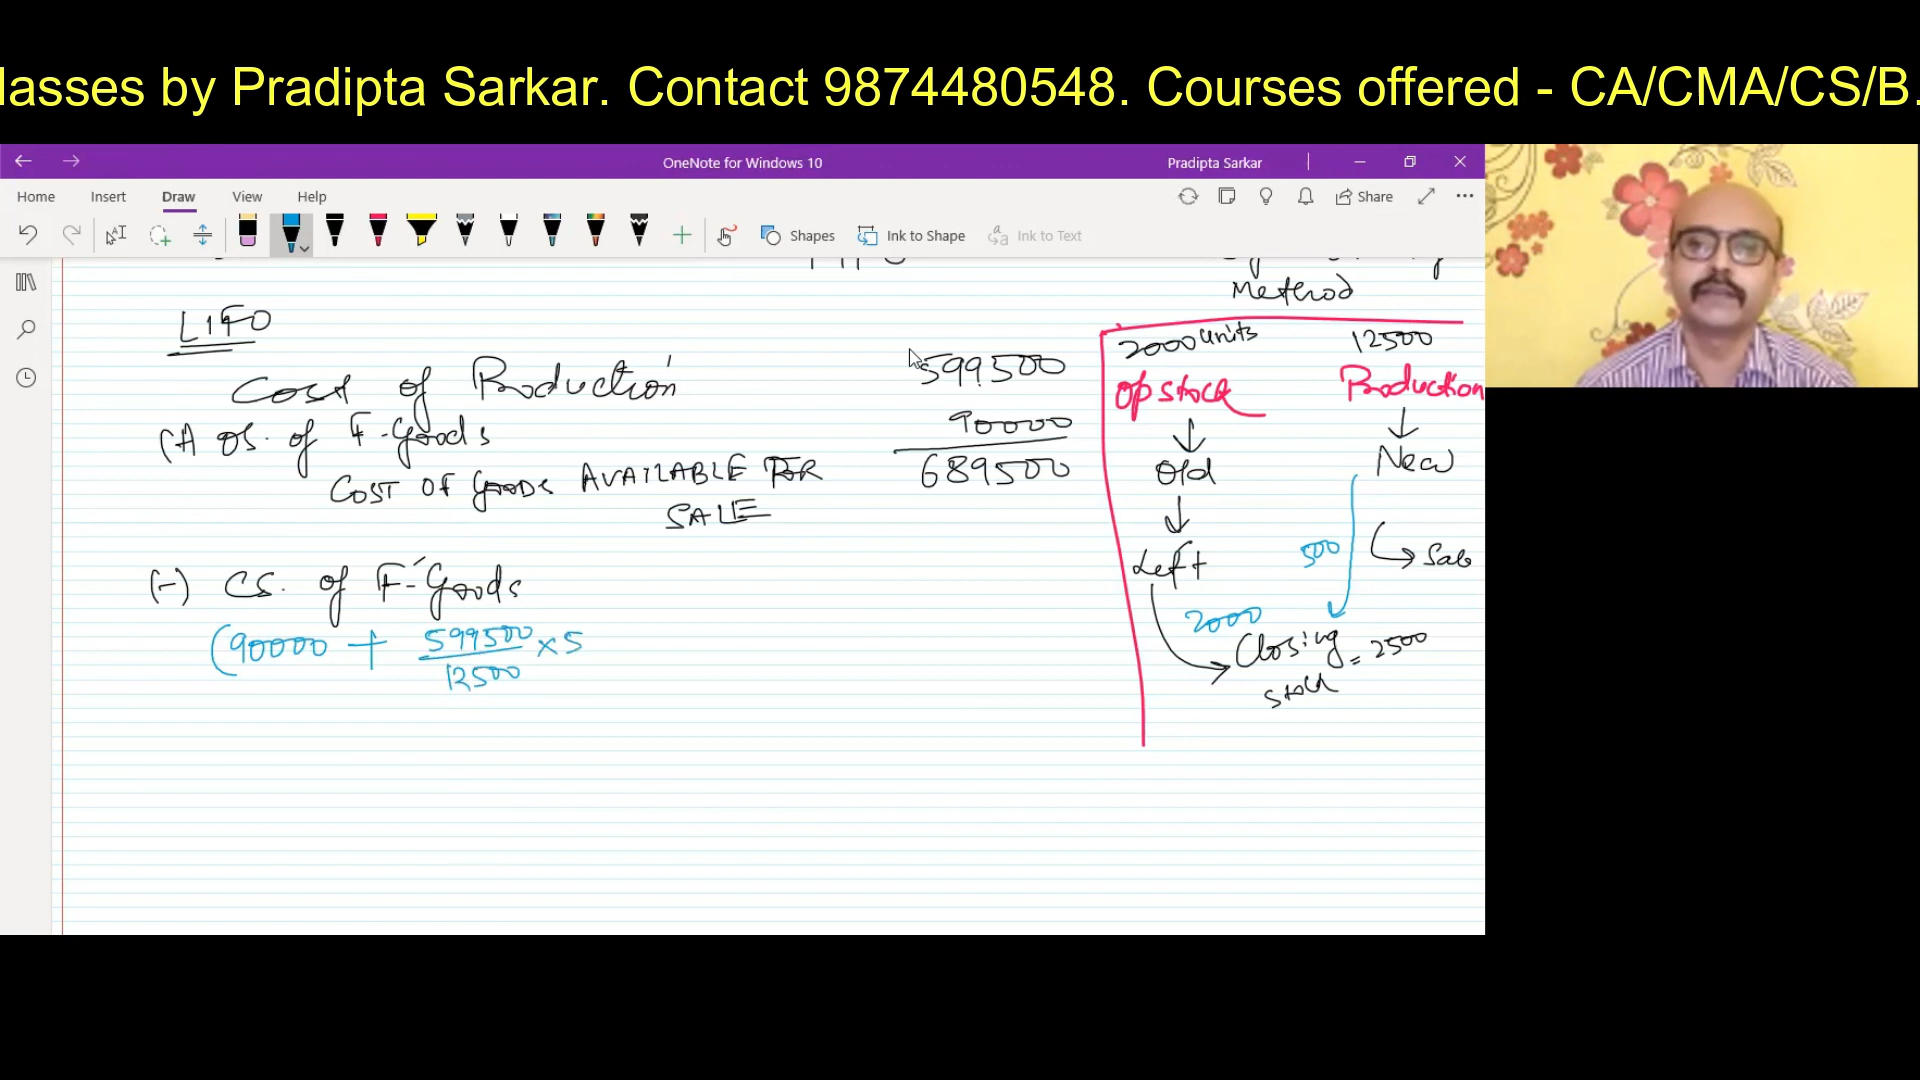 lasses by Pradipta Sarkar. Contact 9874480548. Courses offered - CA/CMA/CS/B.
OneNote for Windows 10
Pradipta Sarkar
Home Insert Draw View Help
Share
Shapes Ink to Shape Ink to Text
Method
LIFO
Cost of Production 599500
(A OS. of F-Goods 90000
COST OF GOODS AVAILABLE FOR 689500
SALE
(-) CS. of F-Goods
(90000 + 599500 × 5
12500
2000 units 12500
Op stock Production
Old New
Left 500 Sale
2000
Closing = 2500
Stock